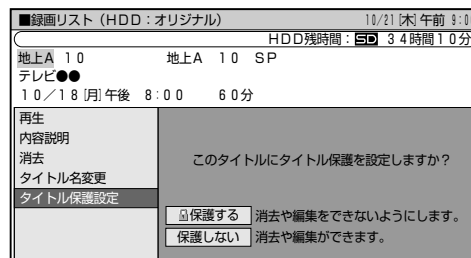 ■録画リスト（HDD：オリジナル） 10/21[木]午前 9:0
HDD残時間：SD 34時間10分
地上A 10 地上A 10 SP
テレビ●●
10／18[月]午後 8:00 60分
再生
内容説明
消去
タイトル名変更
タイトル保護設定
このタイトルにタイトル保護を設定しますか？
保護する 消去や編集をできないようにします。
保護しない 消去や編集ができます。